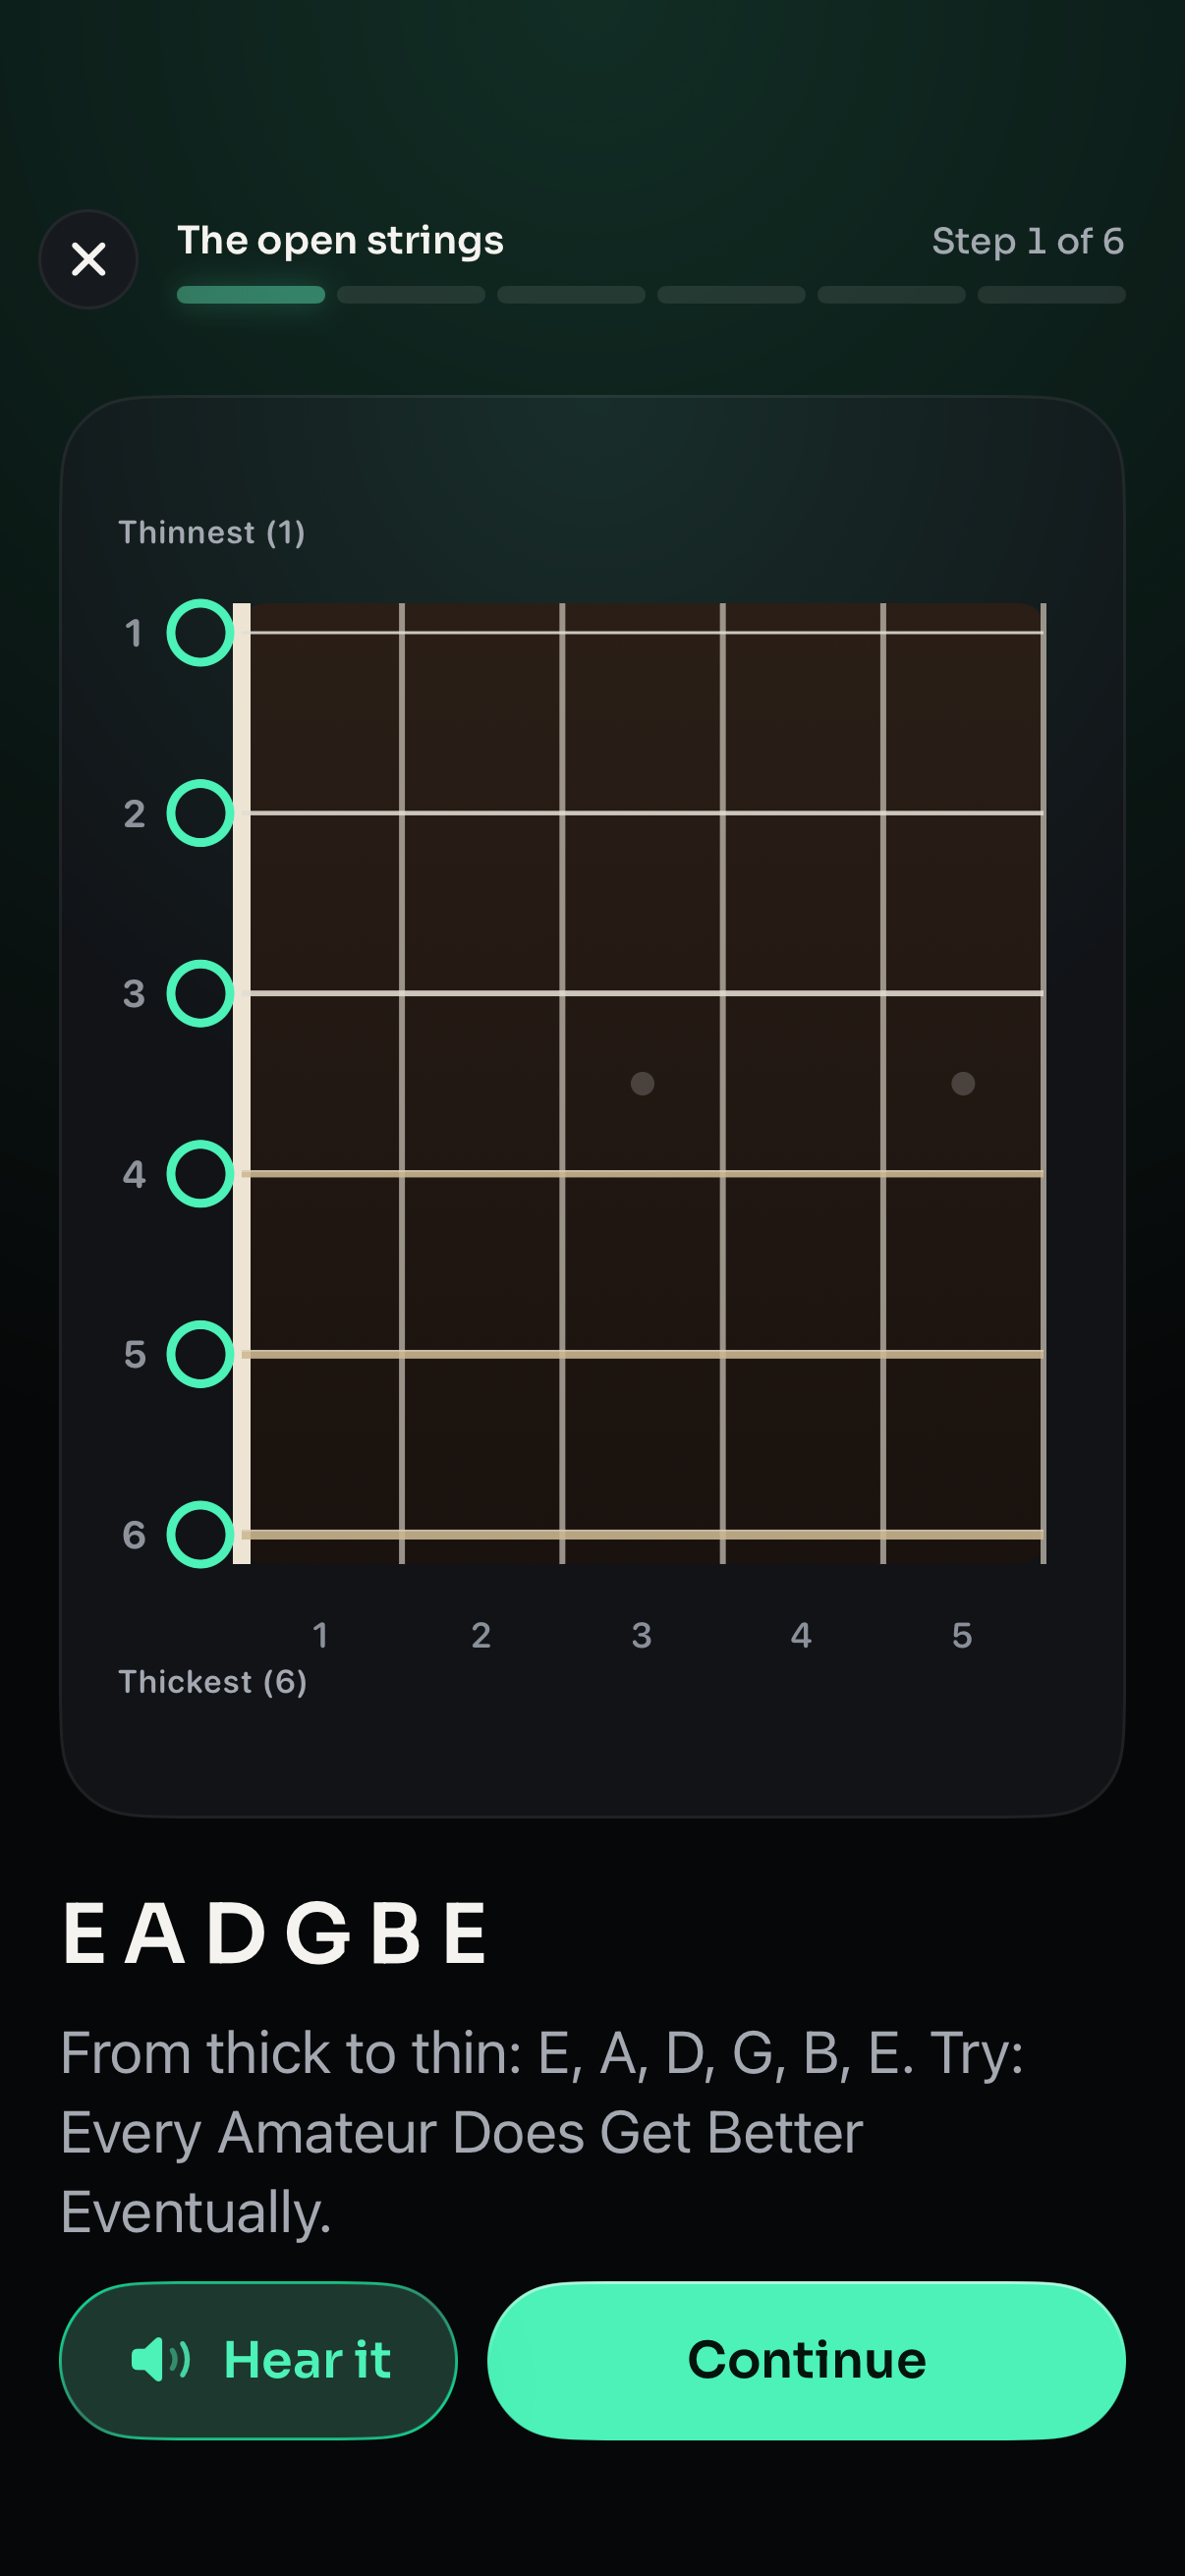 The open strings
Step 1 of 6
Thinnest (1)
1
2
3
4
5
6
1 2 3 4 5
Thickest (6)
E A D G B E
From thick to thin: E, A, D, G, B, E. Try:
Every Amateur Does Get Better
Eventually.
Hear it
Continue